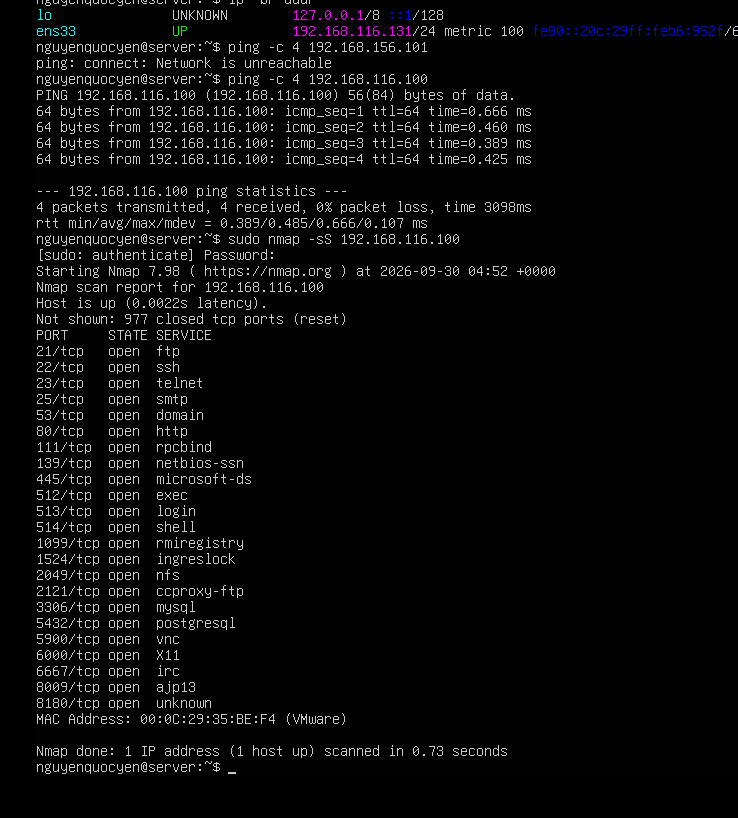 lo UNKNOWN 127.0.0.1/8 ::1/128
ens33 UP 192.168.116.131/24 metric 100 fe80::20c:29ff:feb6:952f/6
nguyenquocyen@server:~$ ping -c 4 192.168.156.101
ping: connect: Network is unreachable
nguyenquocyen@server:~$ ping -c 4 192.168.116.100
PING 192.168.116.100 (192.168.116.100) 56(84) bytes of data.
64 bytes from 192.168.116.100: icmp_seq=1 ttl=64 time=0.666 ms
64 bytes from 192.168.116.100: icmp_seq=2 ttl=64 time=0.460 ms
64 bytes from 192.168.116.100: icmp_seq=3 ttl=64 time=0.389 ms
64 bytes from 192.168.116.100: icmp_seq=4 ttl=64 time=0.425 ms
--- 192.168.116.100 ping statistics ---
4 packets transmitted, 4 received, 0% packet loss, time 3098ms
rtt min/avg/max/mdev = 0.389/0.485/0.666/0.107 ms
nguyenquocyen@server:~$ sudo nmap -sS 192.168.116.100
[sudo: authenticate] Password:
Starting Nmap 7.98 ( https://nmap.org ) at 2026-09-30 04:52 +0000
Nmap scan report for 192.168.116.100
Host is up (0.0022s latency).
Not shown: 977 closed tcp ports (reset)
PORT STATE SERVICE
21/tcp open ftp
22/tcp open ssh
23/tcp open telnet
25/tcp open smtp
53/tcp open domain
80/tcp open http
111/tcp open rpcbind
139/tcp open netbios-ssn
445/tcp open microsoft-ds
512/tcp open exec
513/tcp open login
514/tcp open shell
1099/tcp open rmiregistry
1524/tcp open ingreslock
2049/tcp open nfs
2121/tcp open ccproxy-ftp
3306/tcp open mysql
5432/tcp open postgresql
5900/tcp open vnc
6000/tcp open X11
6667/tcp open irc
8009/tcp open ajp13
8180/tcp open unknown
MAC Address: 00:0C:29:35:BE:F4 (VMware)
Nmap done: 1 IP address (1 host up) scanned in 0.73 seconds
nguyenquocyen@server:~$ _